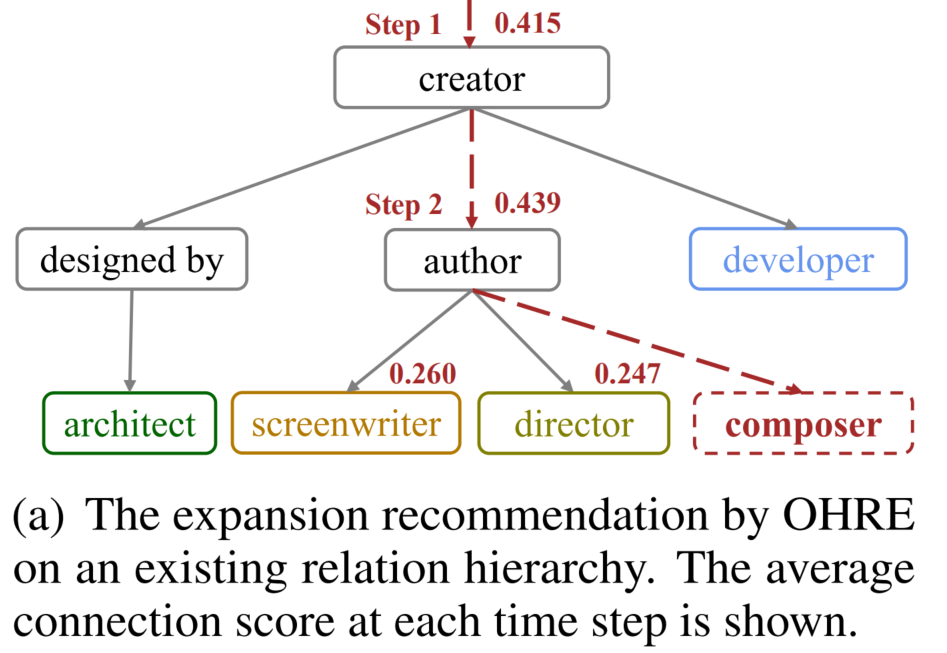 Step 1 0.415
creator
Step 2 0.439
designed by author developer
0.260 0.247
architect screenwriter director composer
(a) The expansion recommendation by OHRE
on an existing relation hierarchy. The average
connection score at each time step is shown.